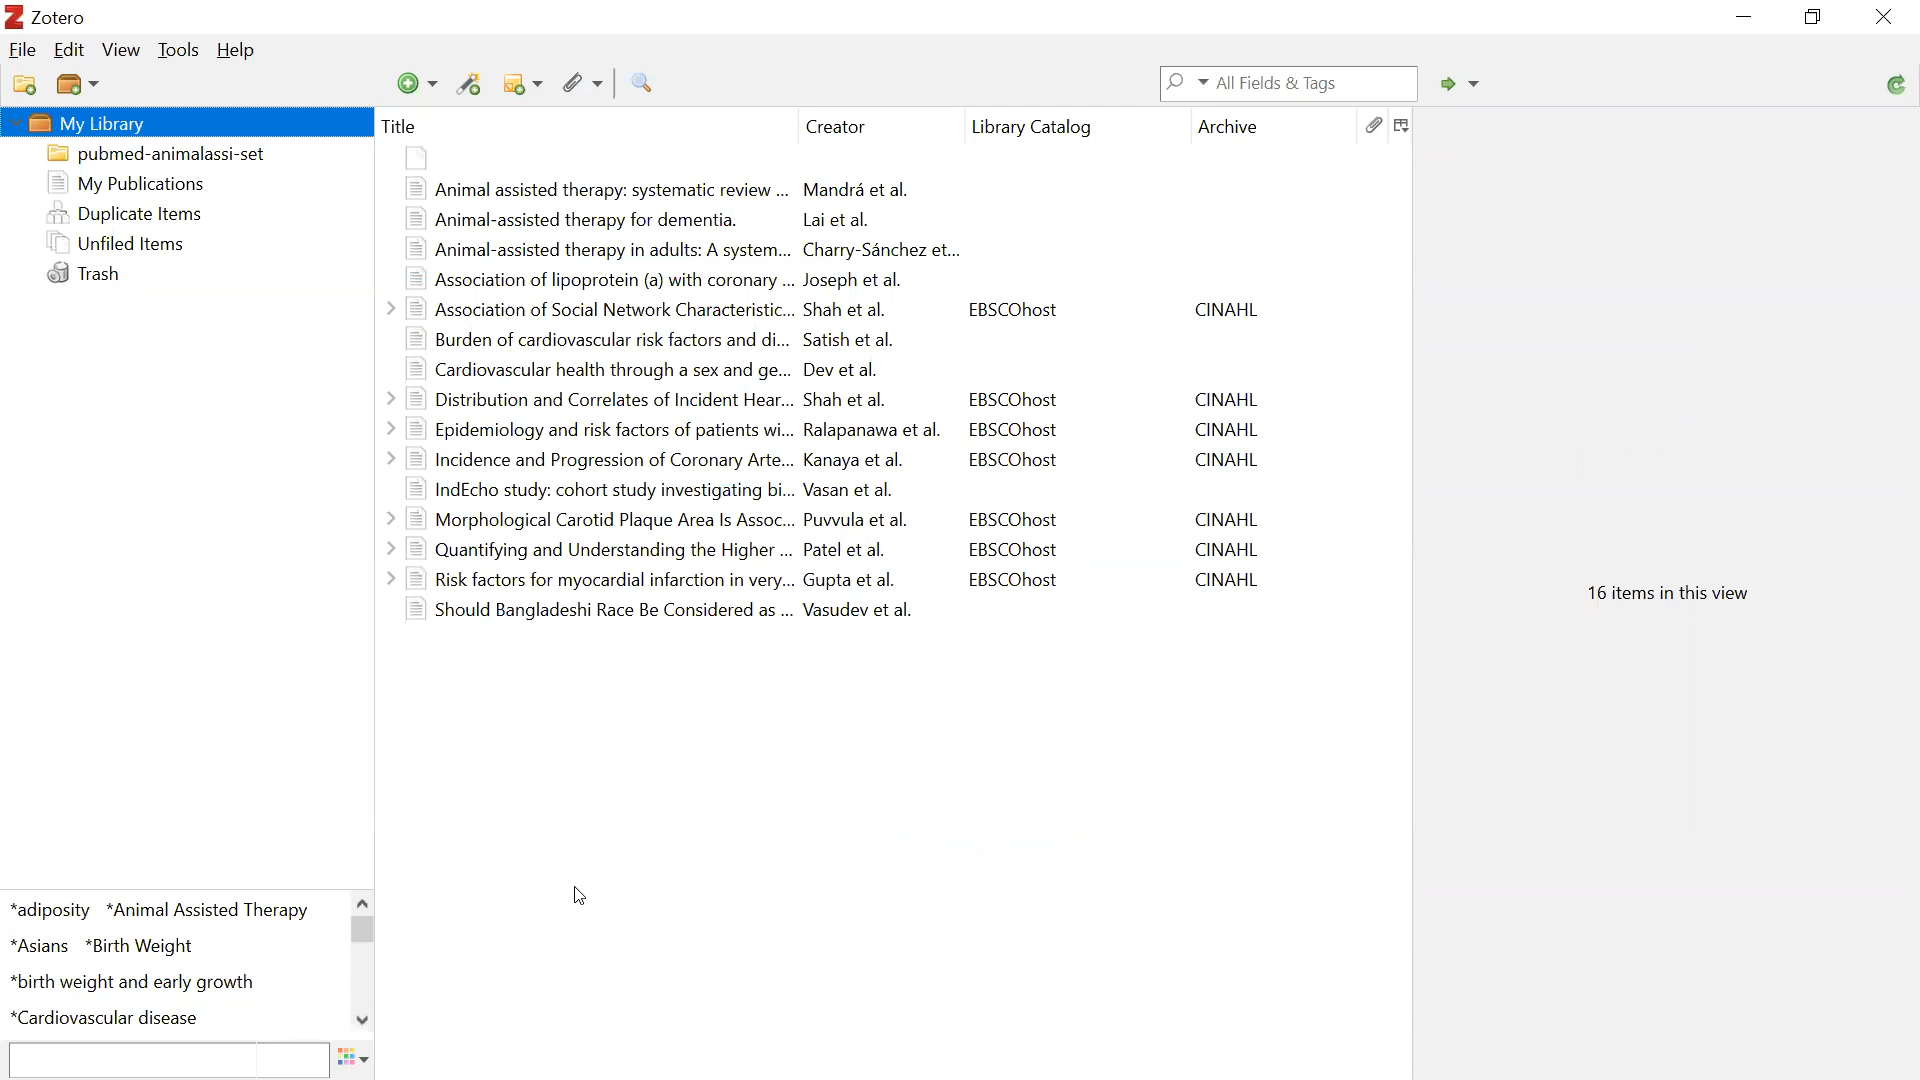 Zotero
File Edit View Tools Help
All Fields & Tags
My Library
pubmed-animalassi-set
My Publications
Duplicate Items
Unfiled Items
Trash
Title Creator Library Catalog Archive
Animal assisted therapy: systematic review ... Mandrá et al.
Animal-assisted therapy for dementia. Lai et al.
Animal-assisted therapy in adults: A system... Charry-Sánchez et...
Association of lipoprotein (a) with coronary ... Joseph et al.
Association of Social Network Characteristic... Shah et al. EBSCOhost CINAHL
Burden of cardiovascular risk factors and di... Satish et al.
Cardiovascular health through a sex and ge... Dev et al.
Distribution and Correlates of Incident Hear... Shah et al. EBSCOhost CINAHL
Epidemiology and risk factors of patients wi... Ralapanawa et al. EBSCOhost CINAHL
Incidence and Progression of Coronary Arte... Kanaya et al. EBSCOhost CINAHL
IndEcho study: cohort study investigating bi... Vasan et al.
Morphological Carotid Plaque Area Is Assoc... Puvvula et al. EBSCOhost CINAHL
Quantifying and Understanding the Higher ... Patel et al. EBSCOhost CINAHL
Risk factors for myocardial infarction in very... Gupta et al. EBSCOhost CINAHL
Should Bangladeshi Race Be Considered as ... Vasudev et al.
16 items in this view
*adiposity *Animal Assisted Therapy
*Asians *Birth Weight
*birth weight and early growth
*Cardiovascular disease